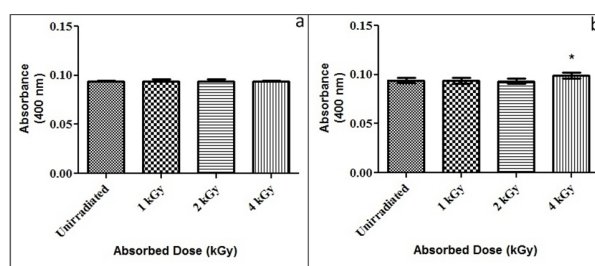 a
Absorbance
(400 nm)
0.15
0.10
0.05
0.00
Unirradiated
1 kGy
2 kGy
4 kGy
Absorbed Dose (kGy)
b
Absorbance
(400 nm)
0.15
0.10
0.05
0.00
*
Unirradiated
1 kGy
2 kGy
4 kGy
Absorbed Dose (kGy)